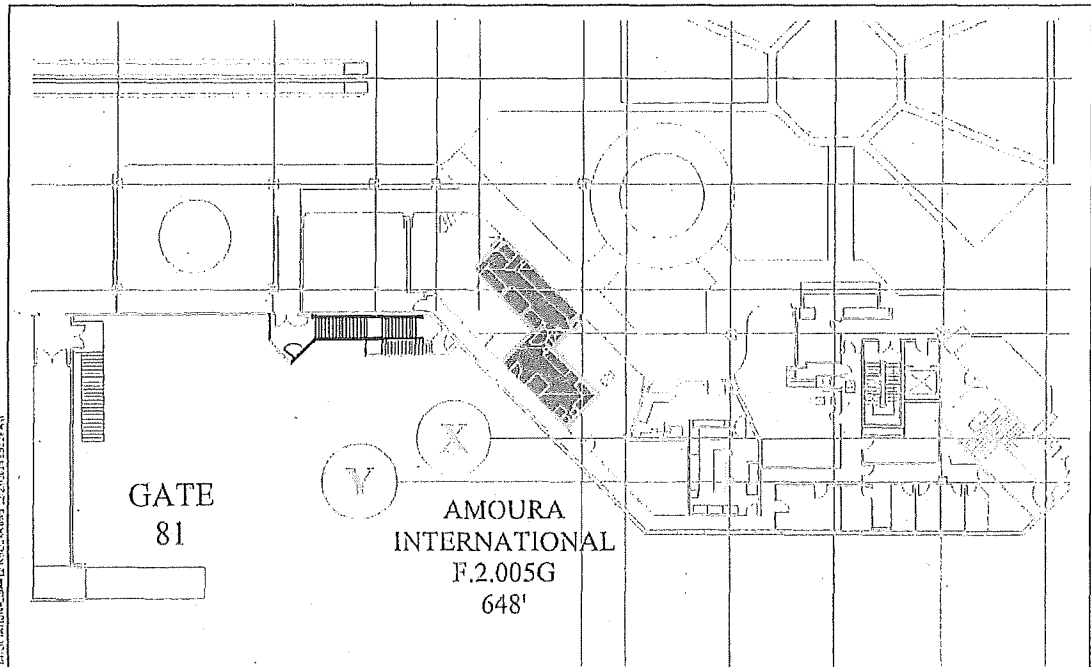 GATE
81
Y
X
AMOURA
INTERNATIONAL
F.2.005G
648'